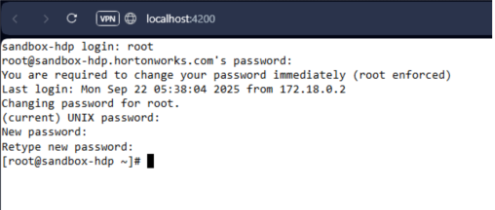 VPN localhost:4200
sandbox-hdp login: root
root@sandbox-hdp.hortonworks.com's password:
You are required to change your password immediately (root enforced)
Last login: Mon Sep 22 05:38:04 2025 from 172.18.0.2
Changing password for root.
(current) UNIX password:
New password:
Retype new password:
[root@sandbox-hdp ~]#